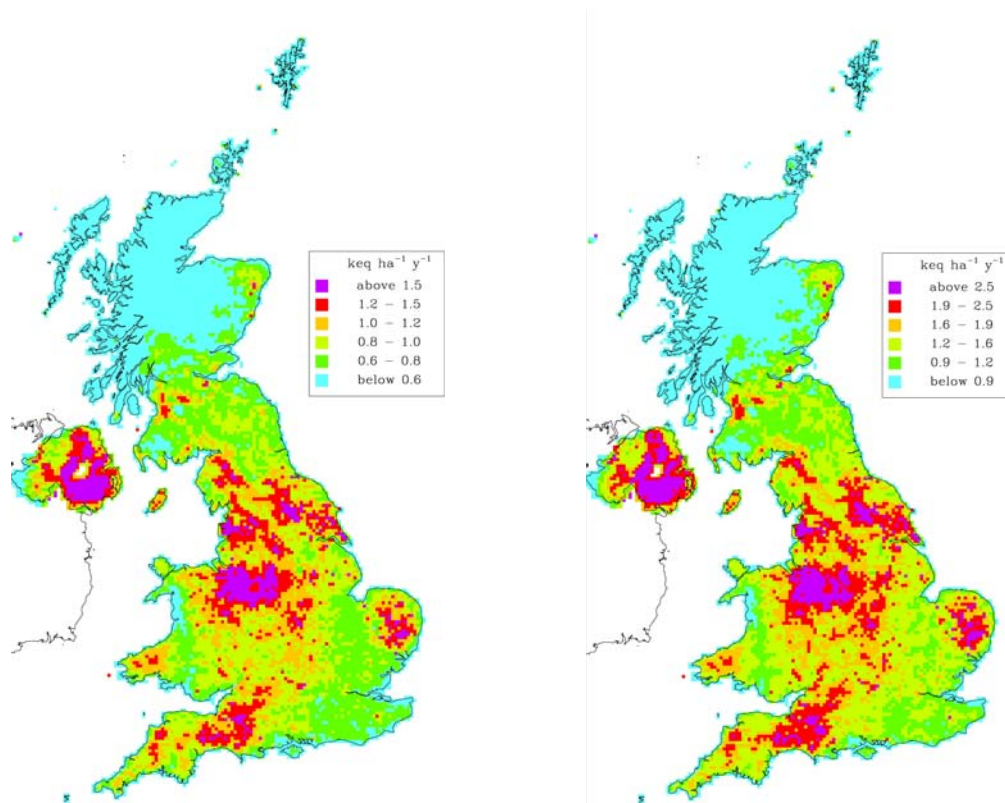 keq ha⁻¹ y⁻¹
above 1.5
1.2 – 1.5
1.0 – 1.2
0.8 – 1.0
0.6 – 0.8
below 0.6
keq ha⁻¹ y⁻¹
above 2.5
1.9 – 2.5
1.6 – 1.9
1.2 – 1.6
0.9 – 1.2
below 0.9